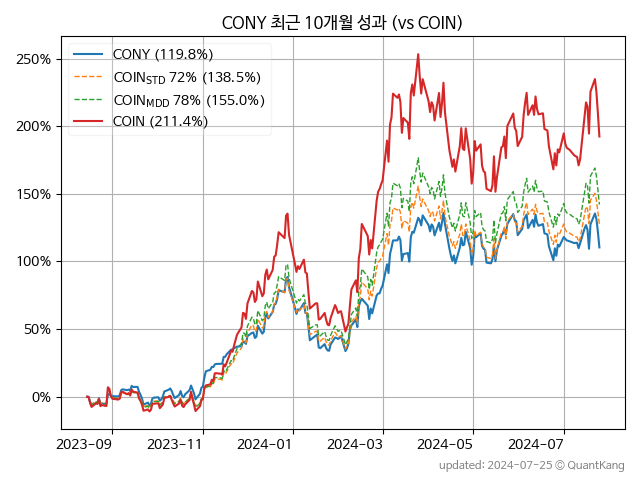 CONY 최근 10개월 성과 (vs COIN)
CONY (119.8%)
COIN_STD 72% (138.5%)
COIN_MDD 78% (155.0%)
COIN (211.4%)
250%
200%
150%
100%
50%
0%
2023-09 2023-11 2024-01 2024-03 2024-05 2024-07
updated: 2024-07-25 © QuantKang